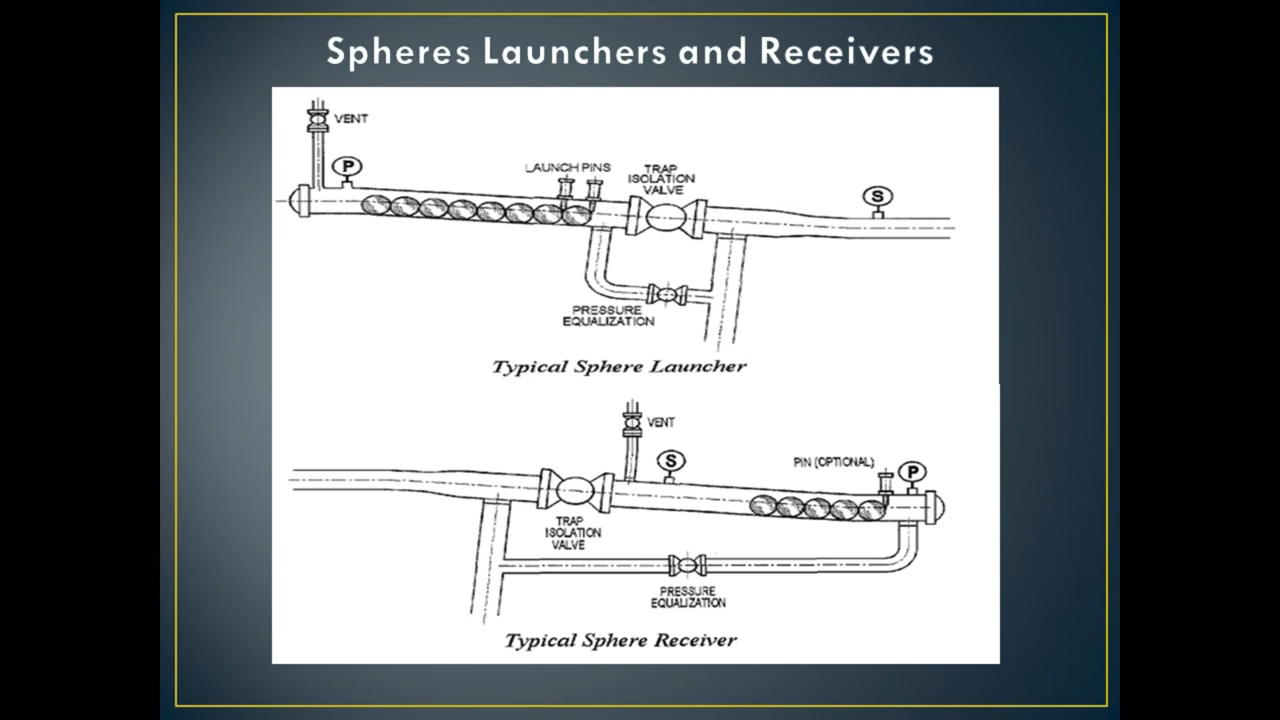 Spheres Launchers and Receivers
VENT
P
LAUNCH PINS
TRAP
ISOLATION
VALVE
S
PRESSURE
EQUALIZATION
Typical Sphere Launcher
VENT
S
PIN (OPTIONAL)
P
TRAP
ISOLATION
VALVE
PRESSURE
EQUALIZATION
Typical Sphere Receiver